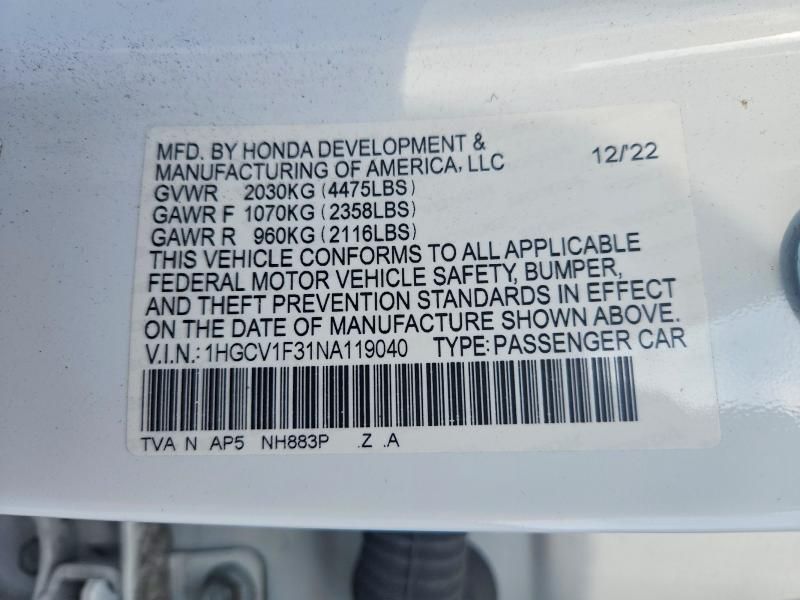 MFD. BY HONDA DEVELOPMENT & 12/'22
MANUFACTURING OF AMERICA, LLC
GVWR 2030KG (4475LBS)
GAWR F 1070KG (2358LBS)
GAWR R 960KG (2116LBS)
THIS VEHICLE CONFORMS TO ALL APPLICABLE
FEDERAL MOTOR VEHICLE SAFETY, BUMPER,
AND THEFT PREVENTION STANDARDS IN EFFECT
ON THE DATE OF MANUFACTURE SHOWN ABOVE.
V.I.N.: 1HGCV1F31NA119040 TYPE: PASSENGER CAR
TVA N AP5 NH883P .Z .A